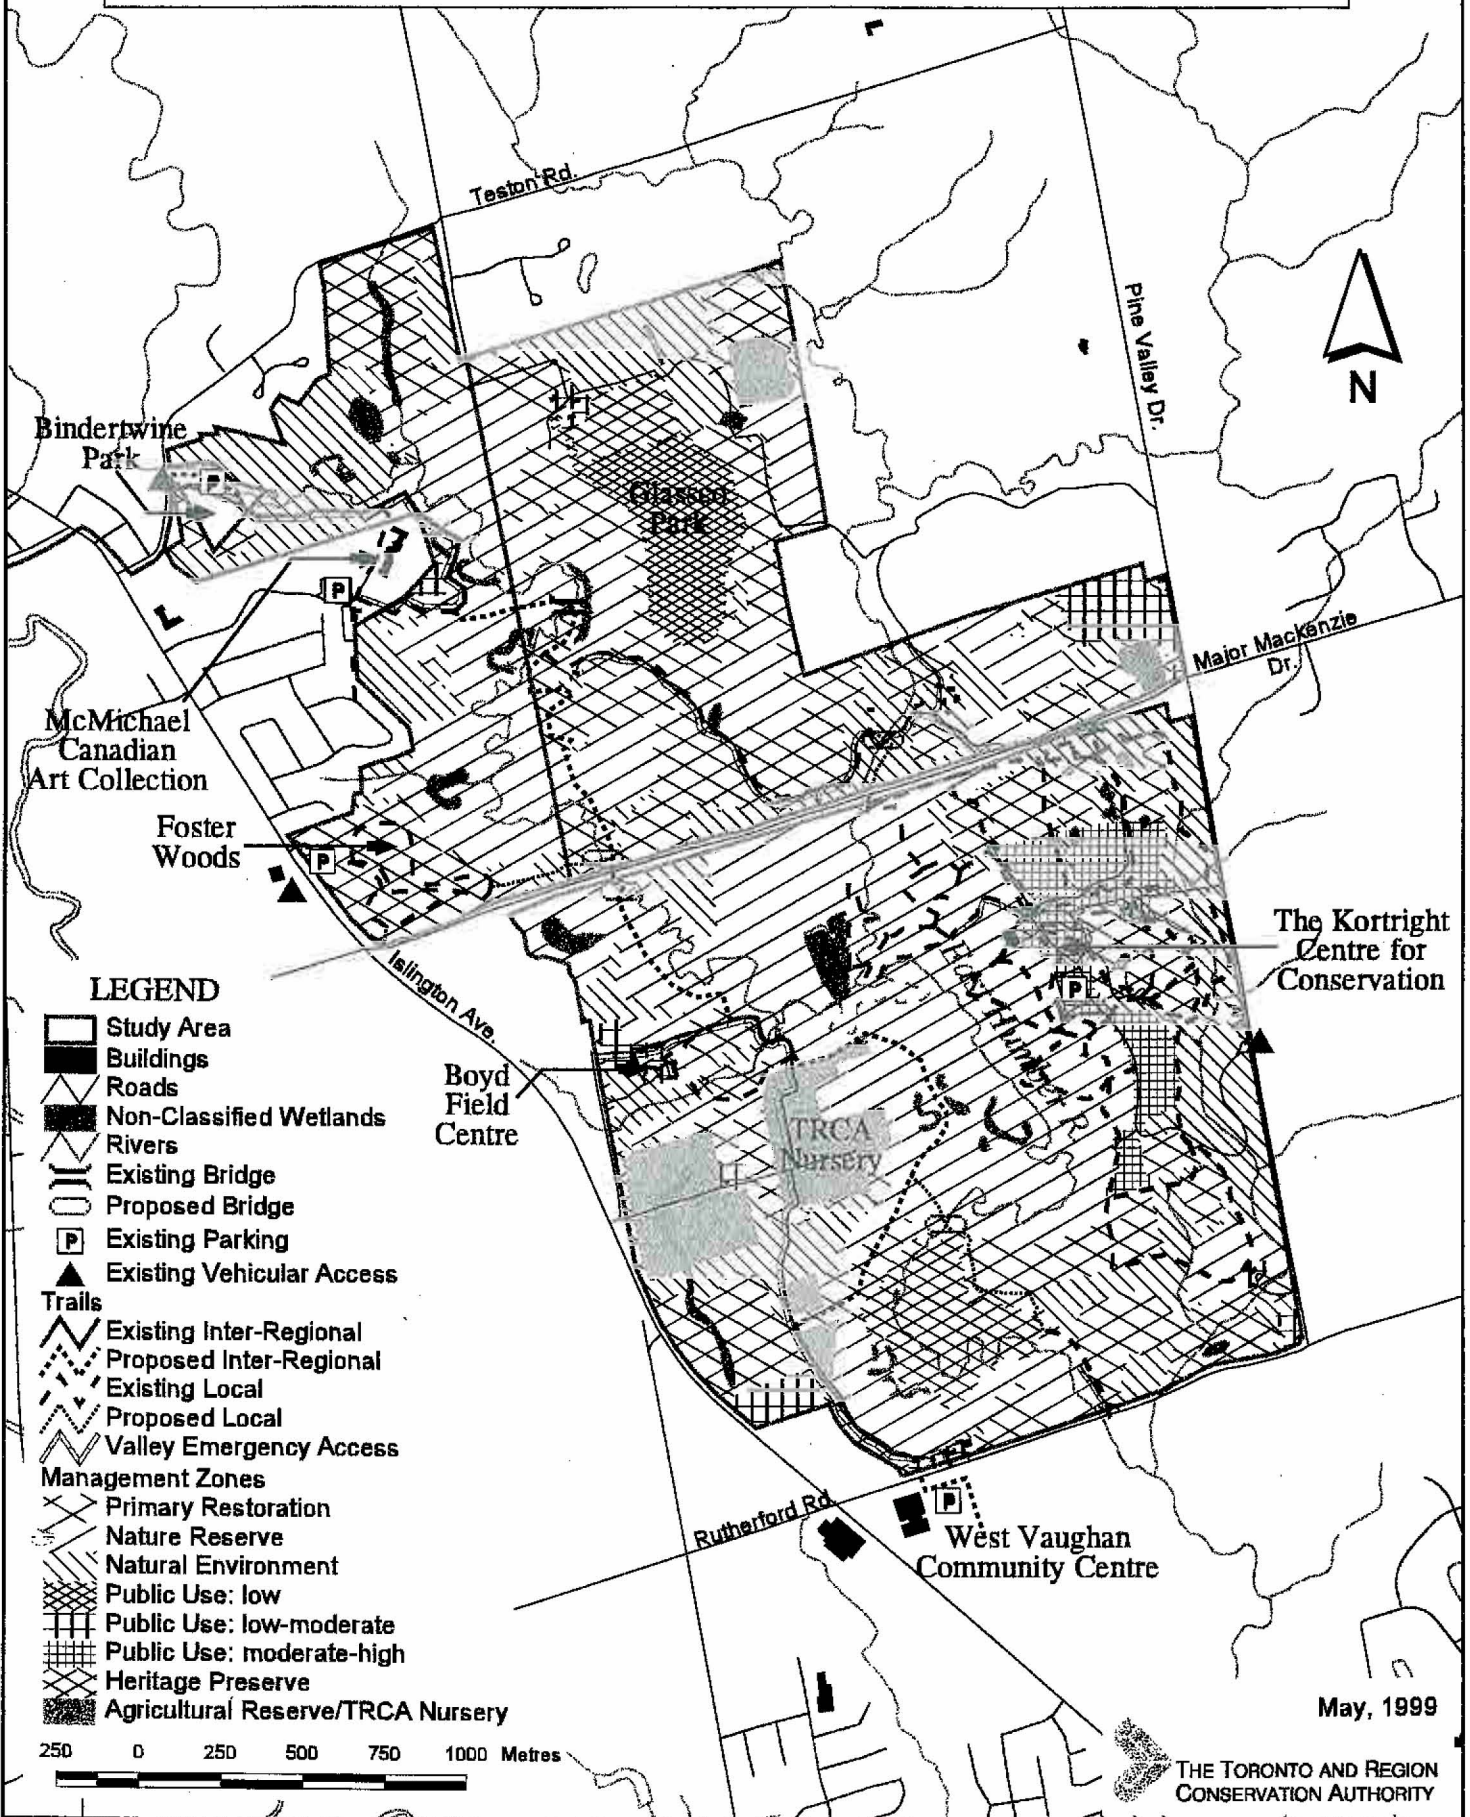 Teston Rd.
Pine Valley Dr.
N
Bindertwine
Park
P
Glassco
Park
P
Major Mackenzie
Dr.
McMichael
Canadian
Art Collection
Foster
Woods
P
The Kortright
Centre for
Conservation
P
Islington Ave.
Humber
Boyd
Field
Centre
TRCA
Nursery
LEGEND
Study Area
Buildings
Roads
Non-Classified Wetlands
Rivers
Existing Bridge
Proposed Bridge
P Existing Parking
Existing Vehicular Access
Trails
Existing Inter-Regional
Proposed Inter-Regional
Existing Local
Proposed Local
Valley Emergency Access
Management Zones
Primary Restoration
Nature Reserve
Natural Environment
Public Use: low
Public Use: low-moderate
Public Use: moderate-high
Heritage Preserve
Agricultural Reserve/TRCA Nursery
250 0 250 500 750 1000 Metres
Rutherford Rd.
P
West Vaughan
Community Centre
May, 1999
THE TORONTO AND REGION
CONSERVATION AUTHORITY